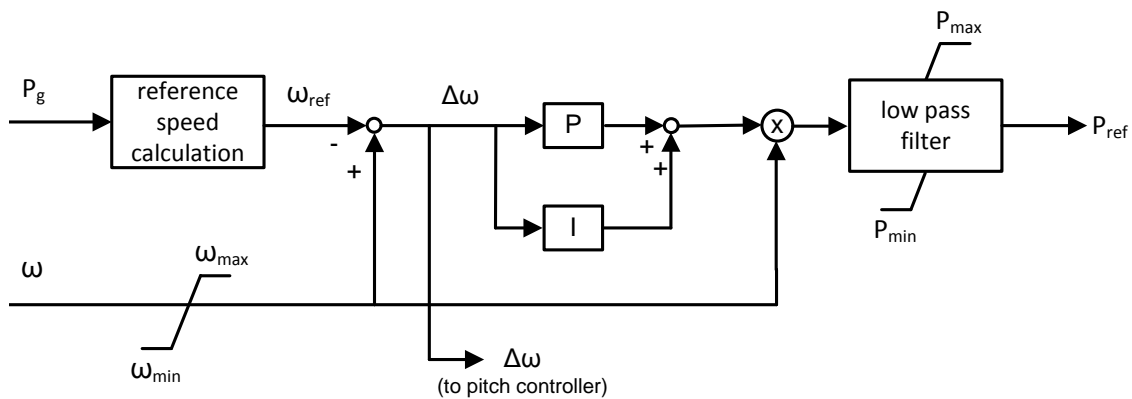 P_max
P_g
reference
speed
calculation
ω_ref
Δω
P
x
low pass
filter
P_ref
-
+
+
+
I
P_min
ω
ω_max
ω_min
Δω
(to pitch controller)